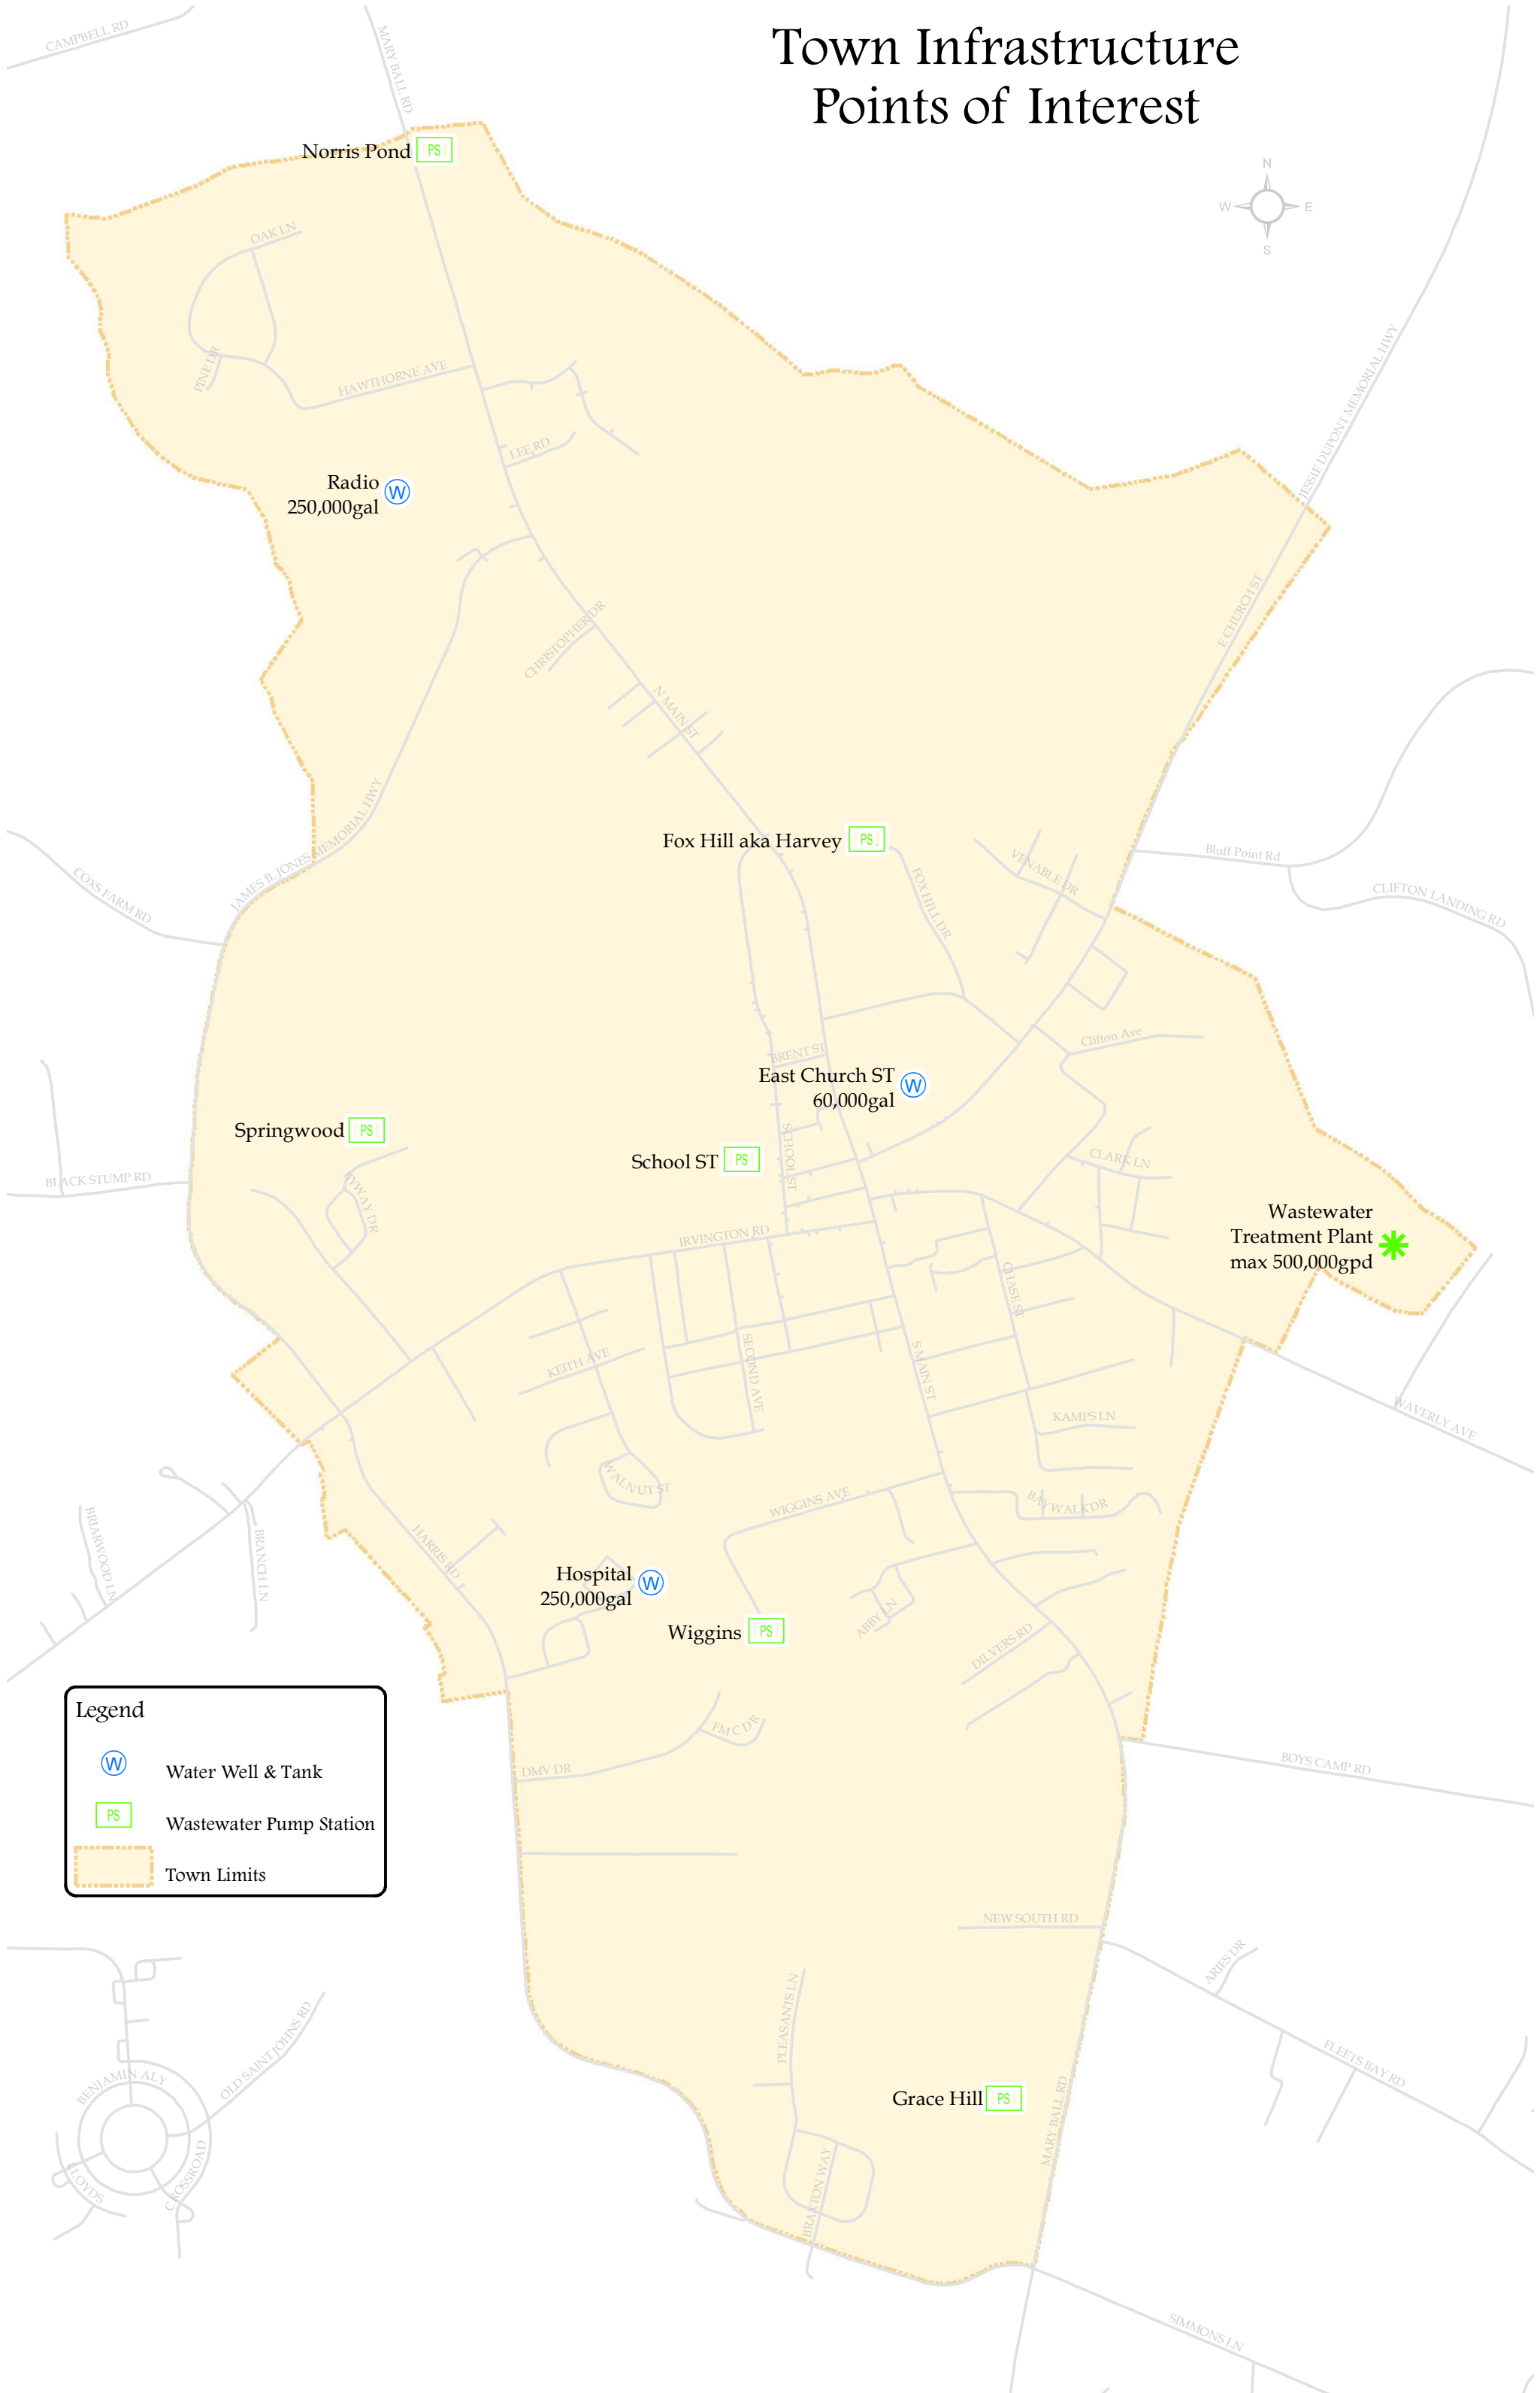 Town Infrastructure
Points of Interest
CAMPBELL RD
MARY BALL RD
Norris Pond
PS
N
W
E
S
OAK LN
PINE DR
HAWTHORNE AVE
LEE RD
JESSIE DUPONT MEMORIAL HWY
Radio
250,000gal
W
E CHURCH ST
CHRISTOPHER DR
N MAIN ST
JAMES B. JONES MEMORIAL HWY
Fox Hill aka Harvey
PS
FOX HILL DR
VENABLE DR
Bluff Point Rd
CLIFTON LANDING RD
COXS FARM RD
BRENT ST
Clifton Ave
East Church ST
60,000gal
W
Springwood
PS
School ST
PS
SCHOOL ST
CLARK LN
BLACK STUMP RD
BYWAY DR
IRVINGTON RD
Wastewater
Treatment Plant
max 500,000gpd
CHASE ST
KEITH AVE
SECOND AVE
S MAIN ST
KAMPS LN
WAVERLY AVE
WALNUT ST
WIGGINS AVE
BAYWALK DR
BRIARWOOD LN
BRANCH LN
HARRIS RD
Hospital
250,000gal
W
Wiggins
PS
ABBY LN
DILVERS RD
FMC DR
DMV DR
BOYS CAMP RD
Legend
W
Water Well & Tank
PS
Wastewater Pump Station
Town Limits
NEW SOUTH RD
ARIES DR
FLEETS BAY RD
PLEASANTS LN
OLD SAINT JOHNS RD
BENJAMIN ALY
LLOYDS
CROSSROAD
Grace Hill
PS
MARY BALL RD
BRAXTON WAY
SIMMONS LN